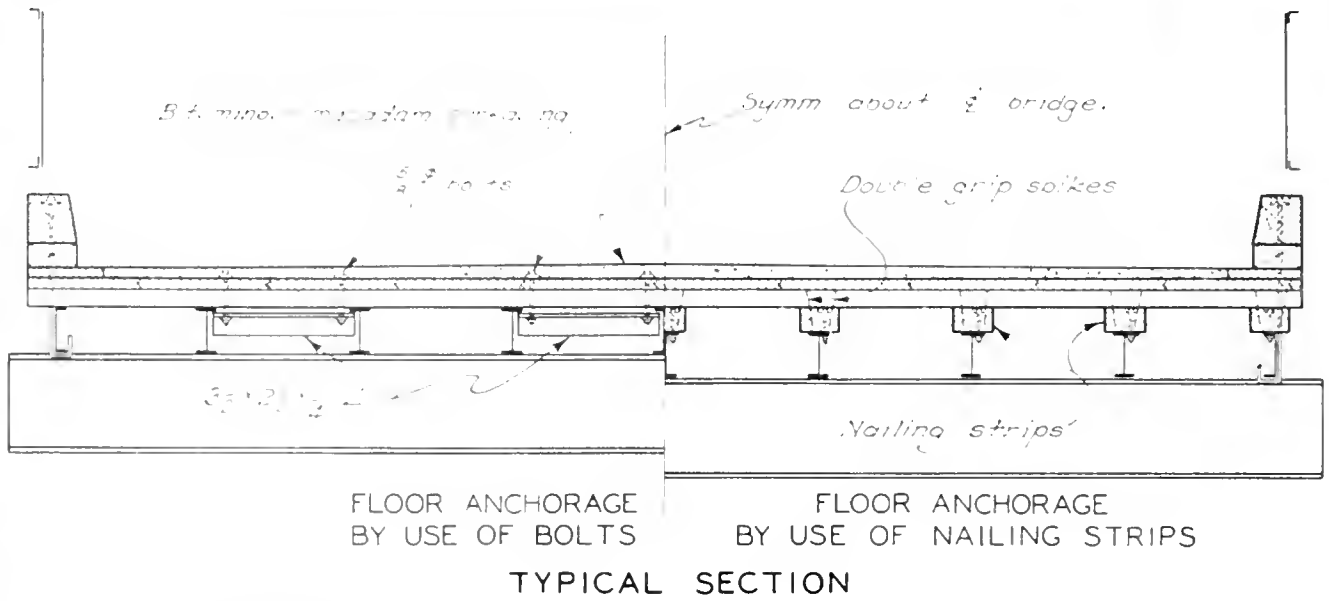 Symm about ℄ bridge.
macadam
Double grip spikes
Nailing strips
FLOOR ANCHORAGE
BY USE OF BOLTS
FLOOR ANCHORAGE
BY USE OF NAILING STRIPS
TYPICAL SECTION